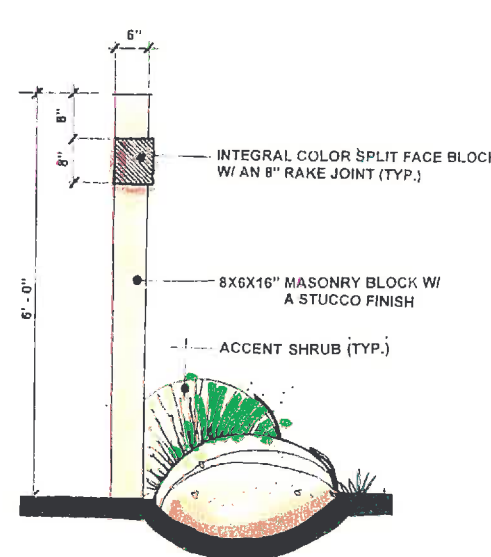 6"
8"
8"
6' - 0"
INTEGRAL COLOR SPLIT FACE BLOCK
W/ AN 8" RAKE JOINT (TYP.)
8X6X16" MASONRY BLOCK W/
A STUCCO FINISH
ACCENT SHRUB (TYP.)